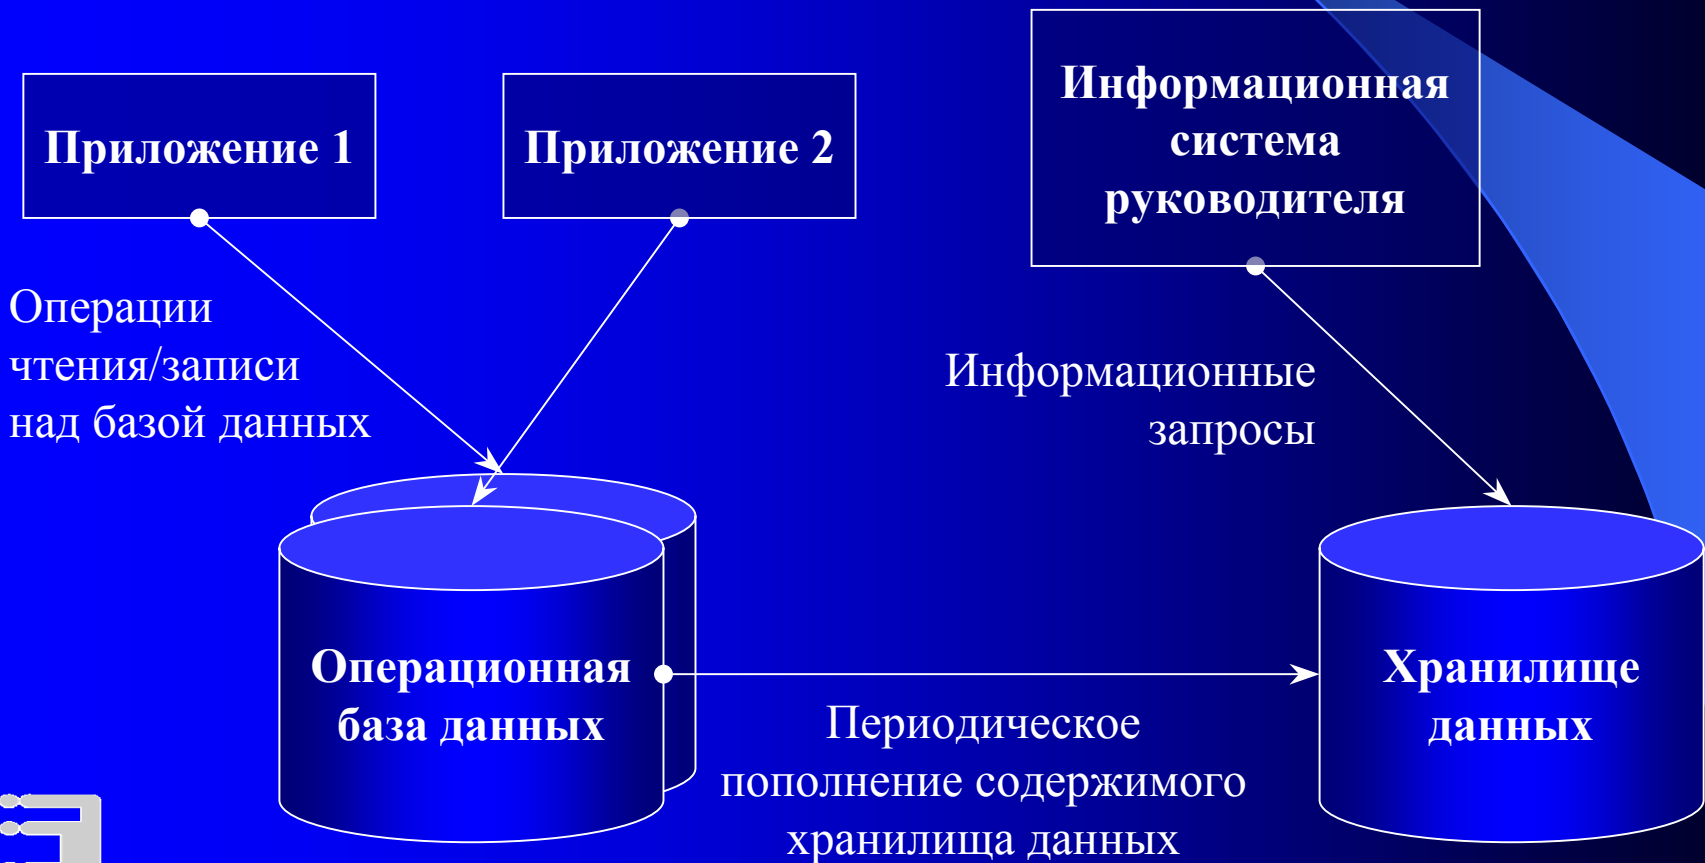 Приложение 1
Приложение 2
Информационная
система
руководителя
Операции
чтения/записи
над базой данных
Информационные
запросы
Операционная
база данных
Хранилище
данных
Периодическое
пополнение содержимого
хранилища данных